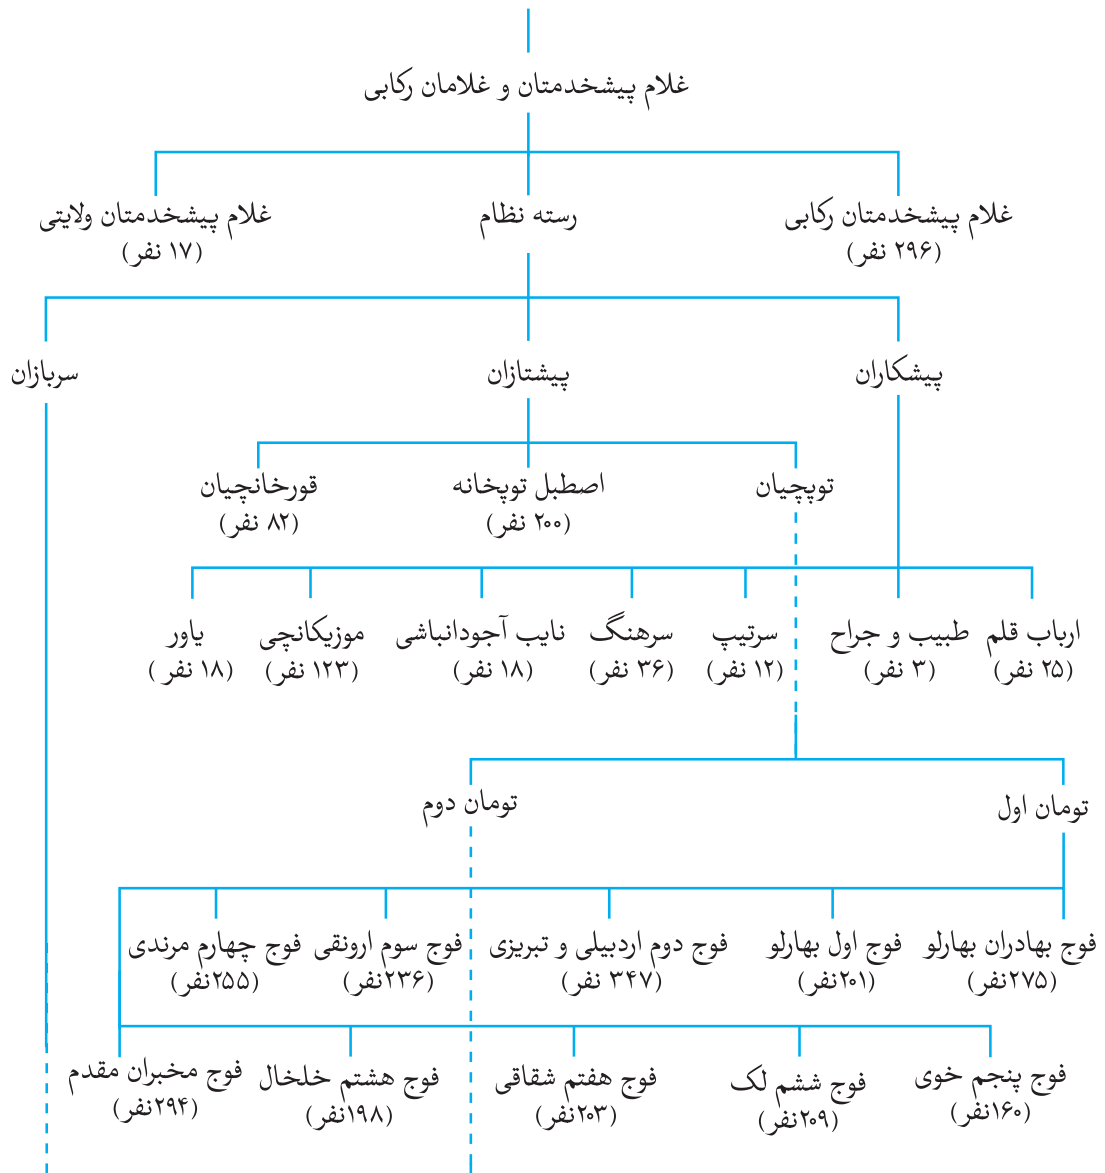 غلام پیشخدمتان و غلامان رکابی
غلام پیشخدمتان رکابی
(۲۹۶ نفر)
رسته نظام
غلام پیشخدمتان ولایتی
(۱۷ نفر)
پیشکاران
پیشتازان
سربازان
توپچیان
اصطبل توپخانه
(۲۰۰ نفر)
قورخانچیان
(۸۲ نفر)
ارباب قلم
(۲۵ نفر)
طبیب و جراح
(۳ نفر)
سرتیپ
(۱۲ نفر)
سرهنگ
(۳۶ نفر)
نایب آجودانباشی
(۱۸ نفر)
موزیکانچی
(۱۲۳ نفر)
یاور
(۱۸ نفر )
تومان اول
تومان دوم
فوج بهادران بهارلو
(۲۷۵نفر)
فوج اول بهارلو
(۲۰۱نفر)
فوج دوم اردبیلی و تبریزی
(۳۴۷ نفر)
فوج سوم ارونقی
(۲۳۶نفر)
فوج چهارم مرندی
(۲۵۵نفر)
فوج پنجم خوی
(۱۶۰نفر)
فوج ششم لک
(۲۰۹نفر)
فوج هفتم شقاقی
(۲۰۳نفر)
فوج هشتم خلخال
(۱۹۸نفر)
فوج مخبران مقدم
(۲۹۴نفر)